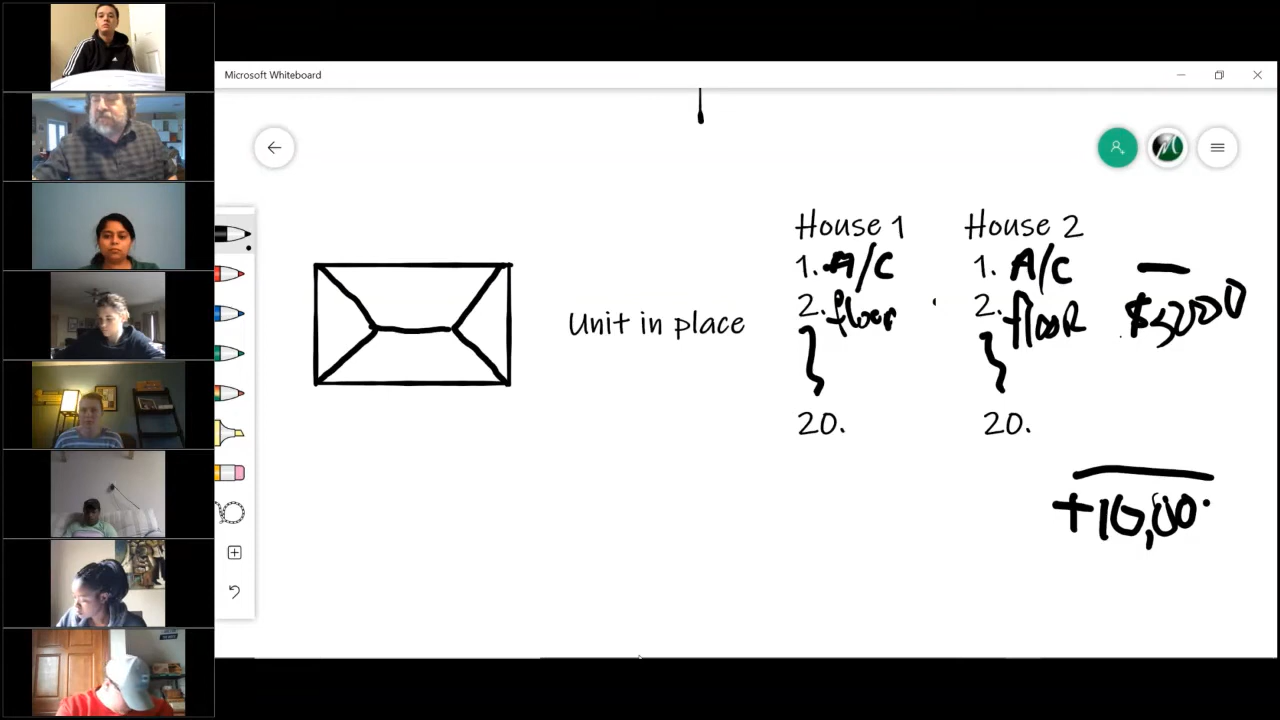 Microsoft Whiteboard
House 1 House 2
1. A/C 1. A/C
2. floor 2. flooR $5000
Unit in place
20. 20.
+10,00